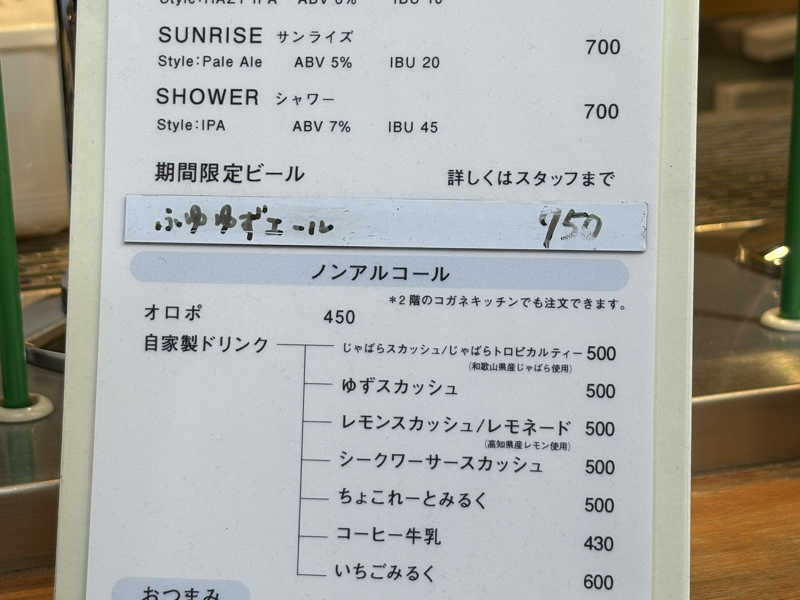 Style:HAZY IPA ABV 6% IBU 10
SUNRISE サンライズ 700
Style:Pale Ale ABV 5% IBU 20
SHOWER シャワー 700
Style:IPA ABV 7% IBU 45
期間限定ビール 詳しくはスタッフまで
ふゆゆずエール 950
ノンアルコール
*2階のコガネキッチンでも注文できます。
オロポ 450
自家製ドリンク じゃばらスカッシュ/じゃばらトロピカルティー 500
(和歌山県産じゃばら使用)
ゆずスカッシュ 500
レモンスカッシュ/レモネード 500
(高知県産レモン使用)
シークワーサースカッシュ 500
ちょこれーとみるく 500
コーヒー牛乳 430
いちごみるく 600
おつまみ